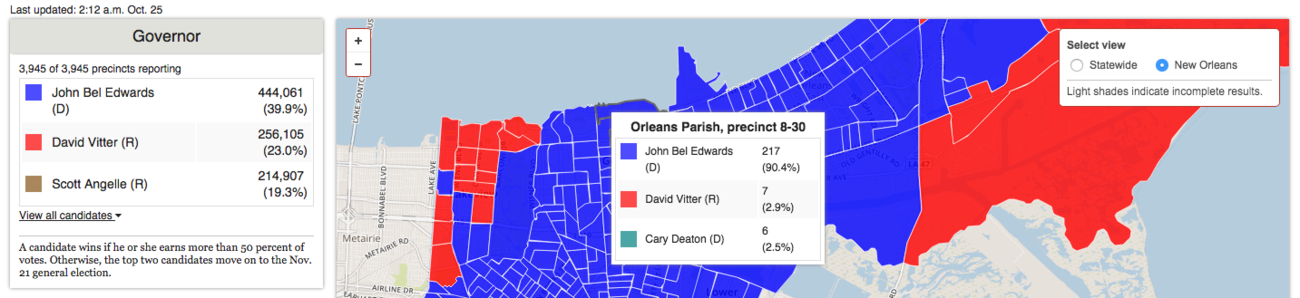 Last updated: 2:12 a.m. Oct. 25
Governor
3,945 of 3,945 precincts reporting
John Bel Edwards
(D)
444,061
(39.9%)
David Vitter (R)
256,105
(23.0%)
Scott Angelle (R)
214,907
(19.3%)
View all candidates
A candidate wins if he or she earns more than 50 percent of
votes. Otherwise, the top two candidates move on to the Nov.
21 general election.
+
−
Select view
Statewide
New Orleans
Light shades indicate incomplete results.
Orleans Parish, precinct 8-30
John Bel Edwards
(D)
217
(90.4%)
David Vitter (R)
7
(2.9%)
Cary Deaton (D)
6
(2.5%)
LAKE AVE
BONNABEL BLVD
Metairie
METAIRIE RD
AIRLINE DR
OLD GENTILLY RD
LA 47
Lower